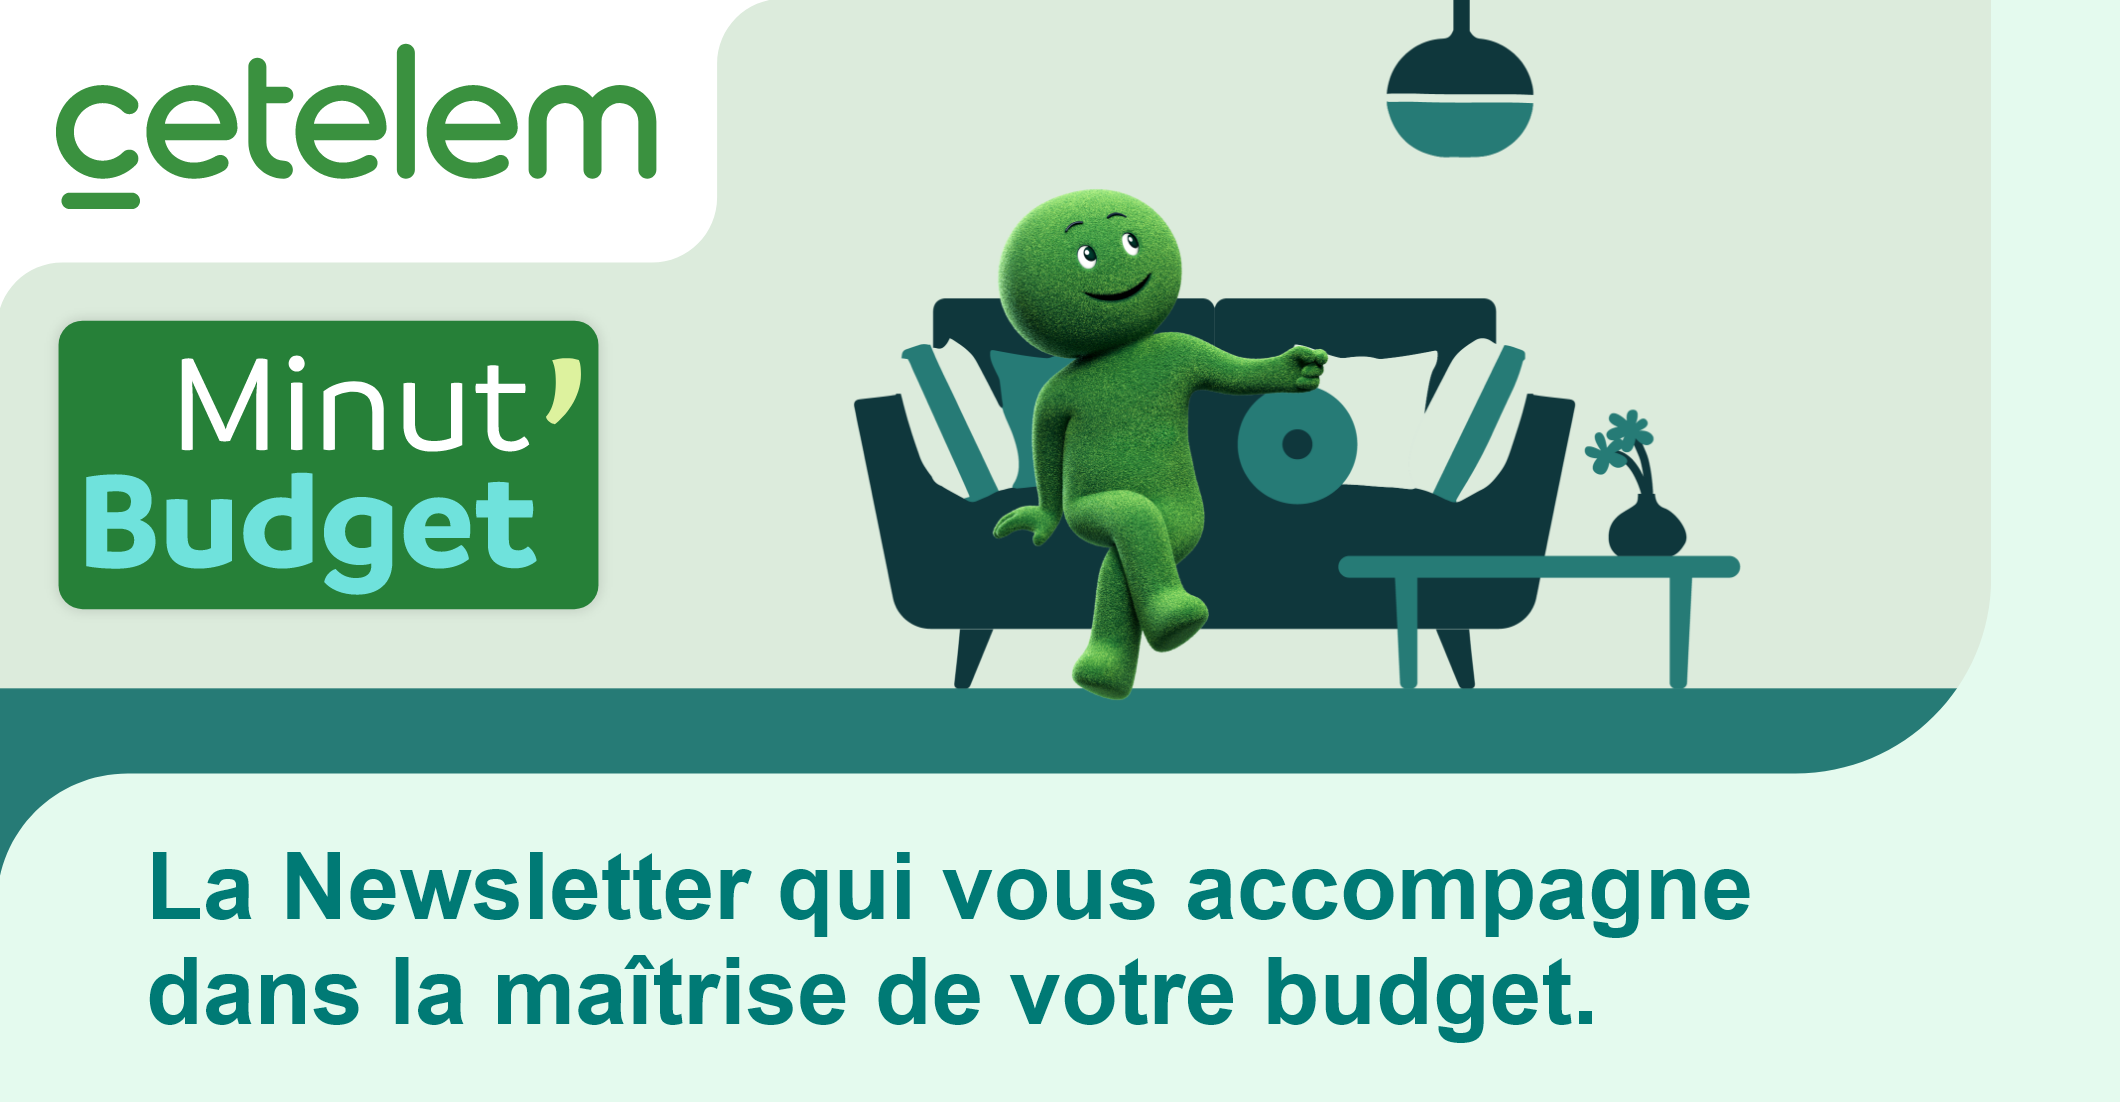 cetelem
Minut'
Budget
La Newsletter qui vous accompagne
dans la maîtrise de votre budget.